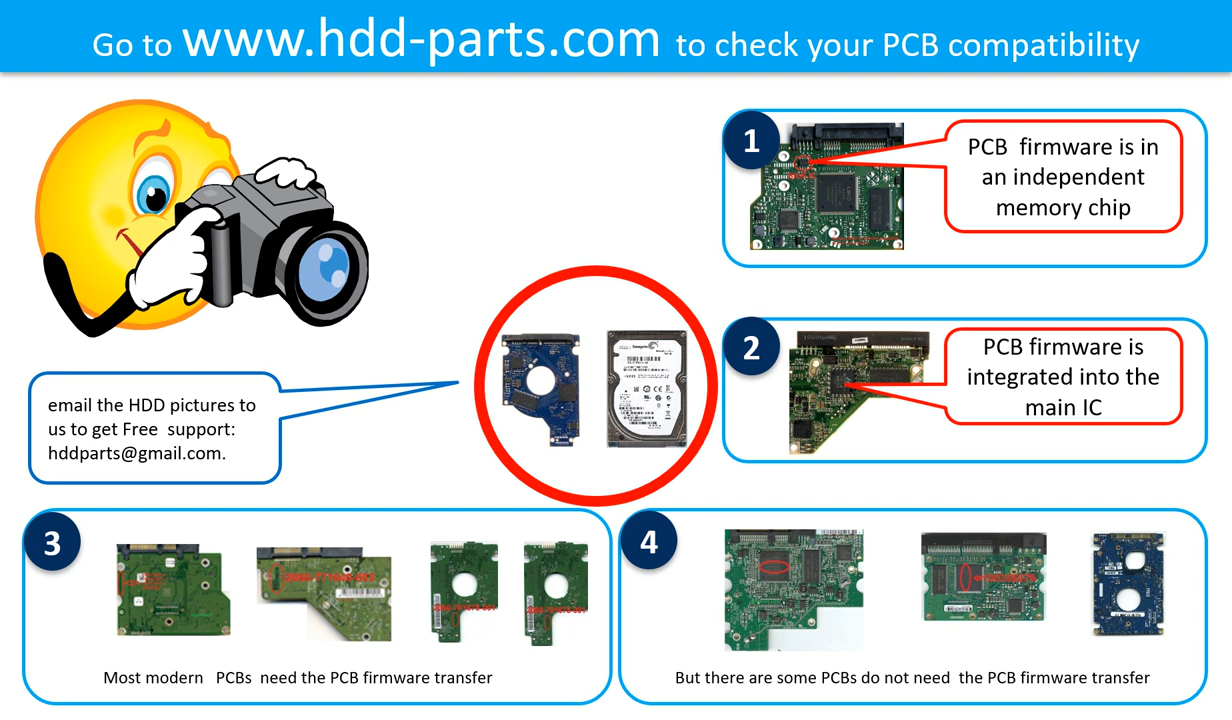 Go to www.hdd-parts.com to check your PCB compatibility
1
PCB firmware is in
an independent
memory chip
2
PCB firmware is
integrated into the
main IC
email the HDD pictures to
us to get Free support:
hddparts@gmail.com.
Seagate
3
Most modern PCBs need the PCB firmware transfer
4
But there are some PCBs do not need the PCB firmware transfer